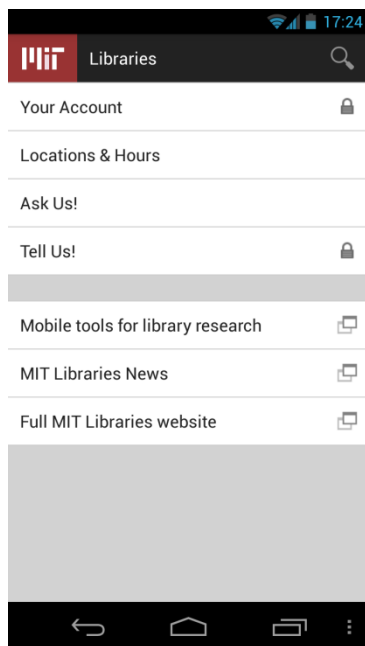 17:24
MIT Libraries
Your Account
Locations & Hours
Ask Us!
Tell Us!
Mobile tools for library research
MIT Libraries News
Full MIT Libraries website